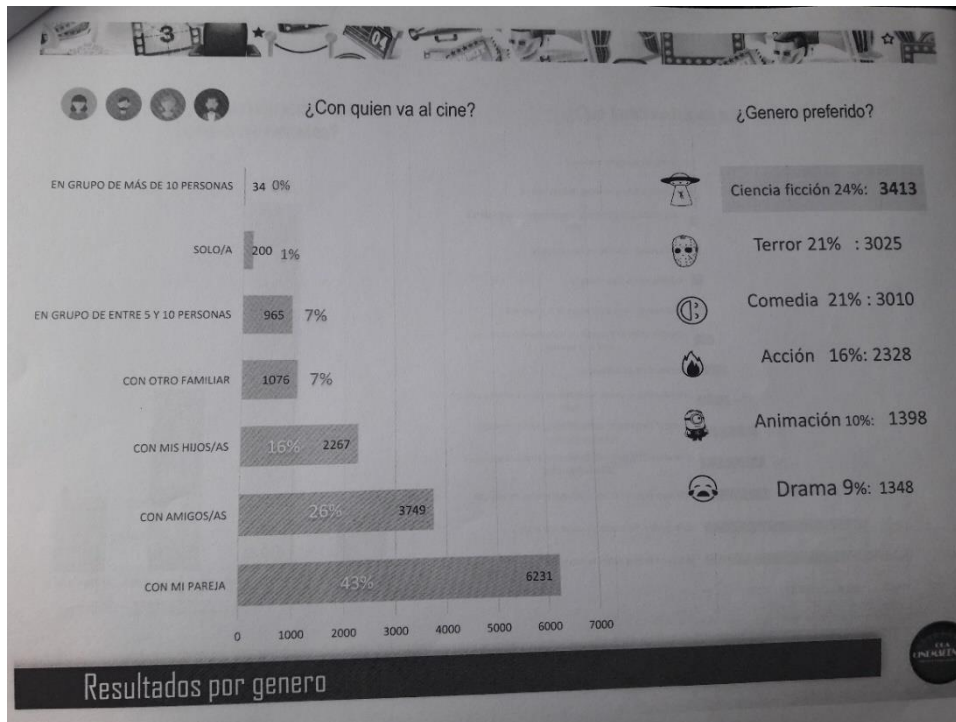 3
¿Con quien va al cine?
EN GRUPO DE MÁS DE 10 PERSONAS 34 0%
SOLO/A 200 1%
EN GRUPO DE ENTRE 5 Y 10 PERSONAS 965 7%
CON OTRO FAMILIAR 1076 7%
CON MIS HIJOS/AS 16% 2267
CON AMIGOS/AS 26% 3749
CON MI PAREJA 43% 6231
0 1000 2000 3000 4000 5000 6000 7000
¿Genero preferido?
Ciencia ficción 24%: 3413
Terror 21% : 3025
Comedia 21% : 3010
Acción 16%: 2328
Animación 10%: 1398
Drama 9%: 1348
Resultados por genero